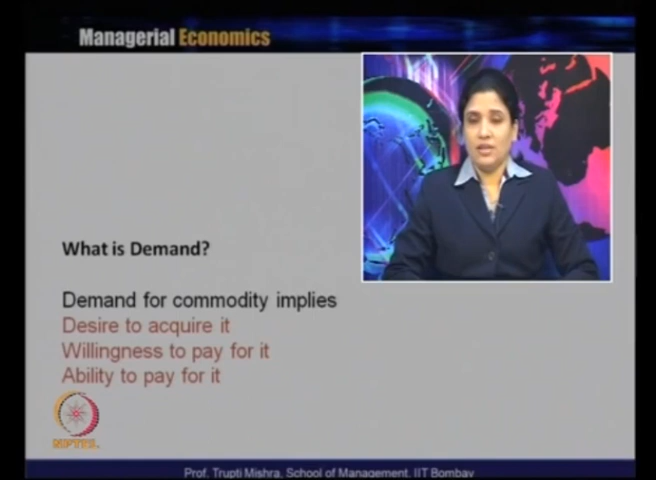 Managerial Economics
What is Demand?
Demand for commodity implies
Desire to acquire it
Willingness to pay for it
Ability to pay for it
NPTEL
Prof. Trupti Mishra, School of Management, IIT Bombay